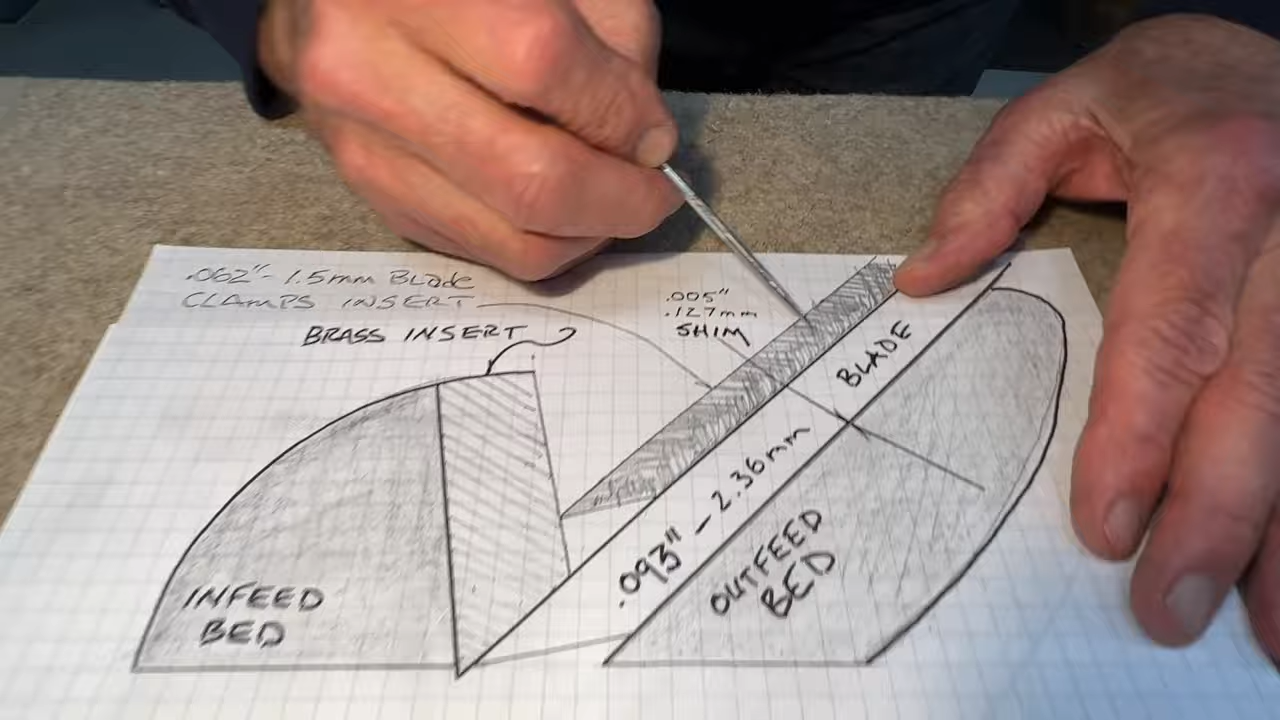 .062"- 1.5mm Blade
CLAMPS INSERT
BRASS INSERT
.005"
.127mm
SHIM
BLADE
.093" - 2.36mm
OUTFEED
BED
INFEED
BED